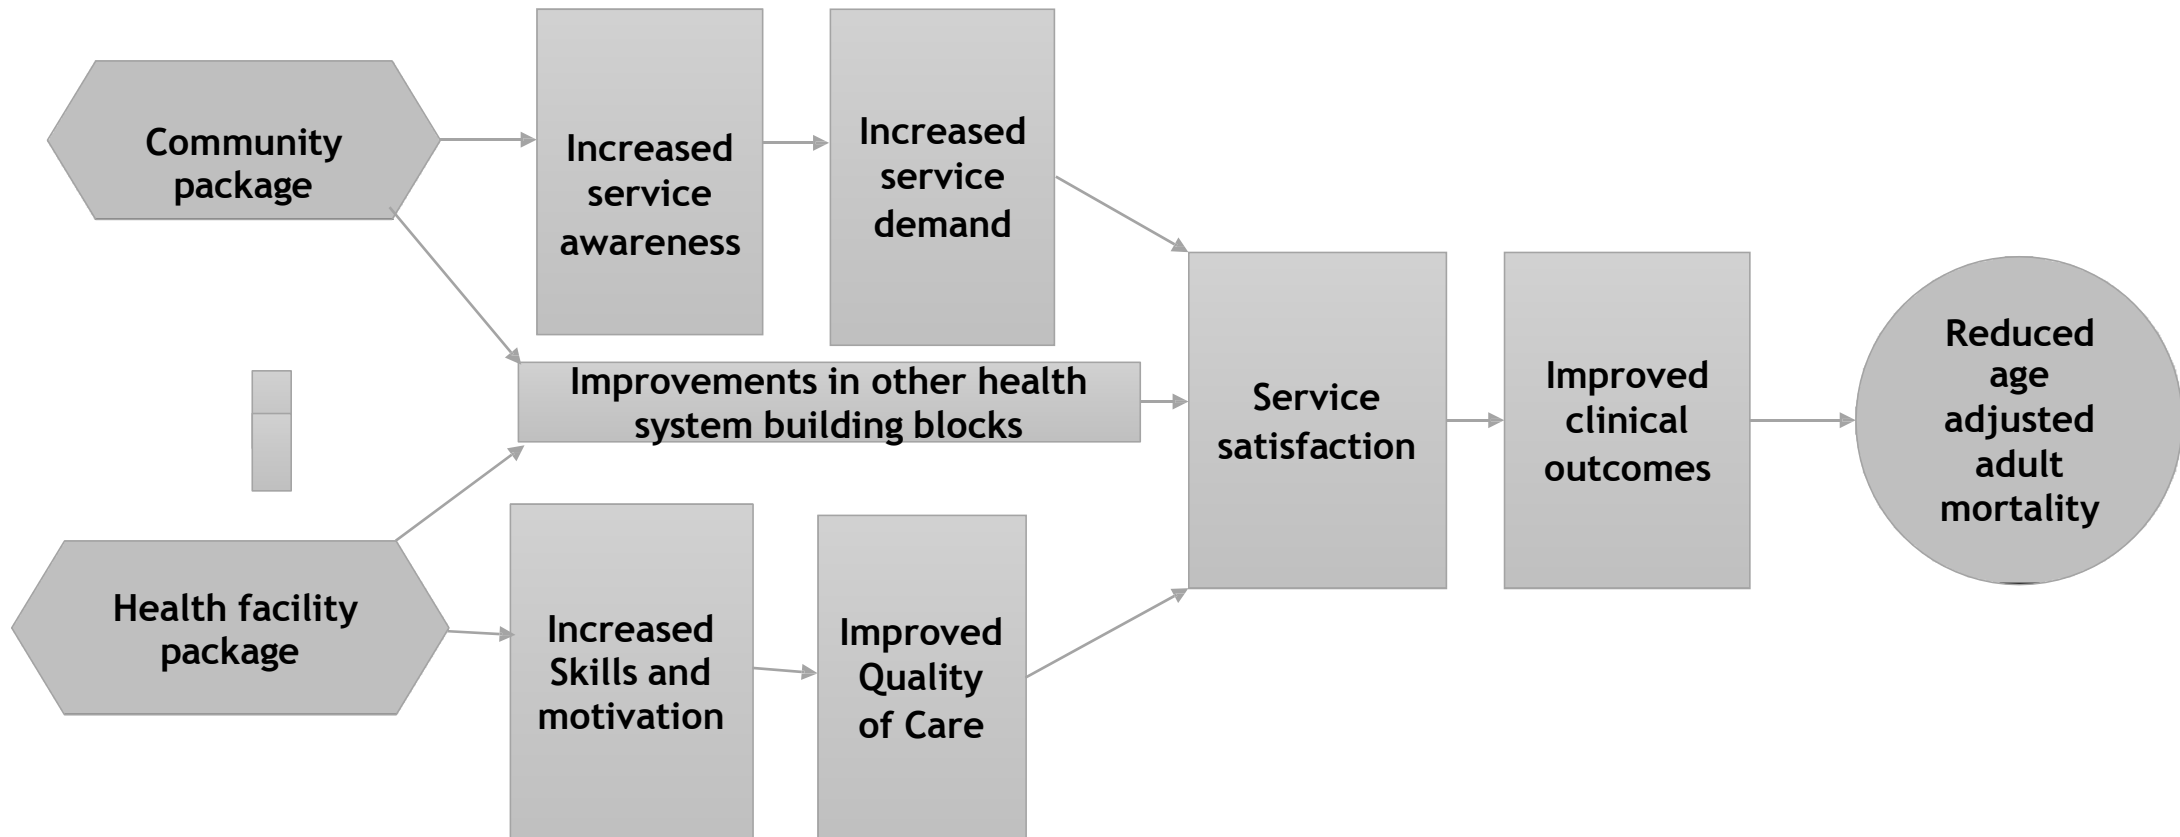 Community
package
Increased
service
awareness
Increased
service
demand
Improvements in other health
system building blocks
Health facility
package
Increased
Skills and
motivation
Improved
Quality
of Care
Service
satisfaction
Improved
clinical
outcomes
Reduced
age
adjusted
adult
mortality